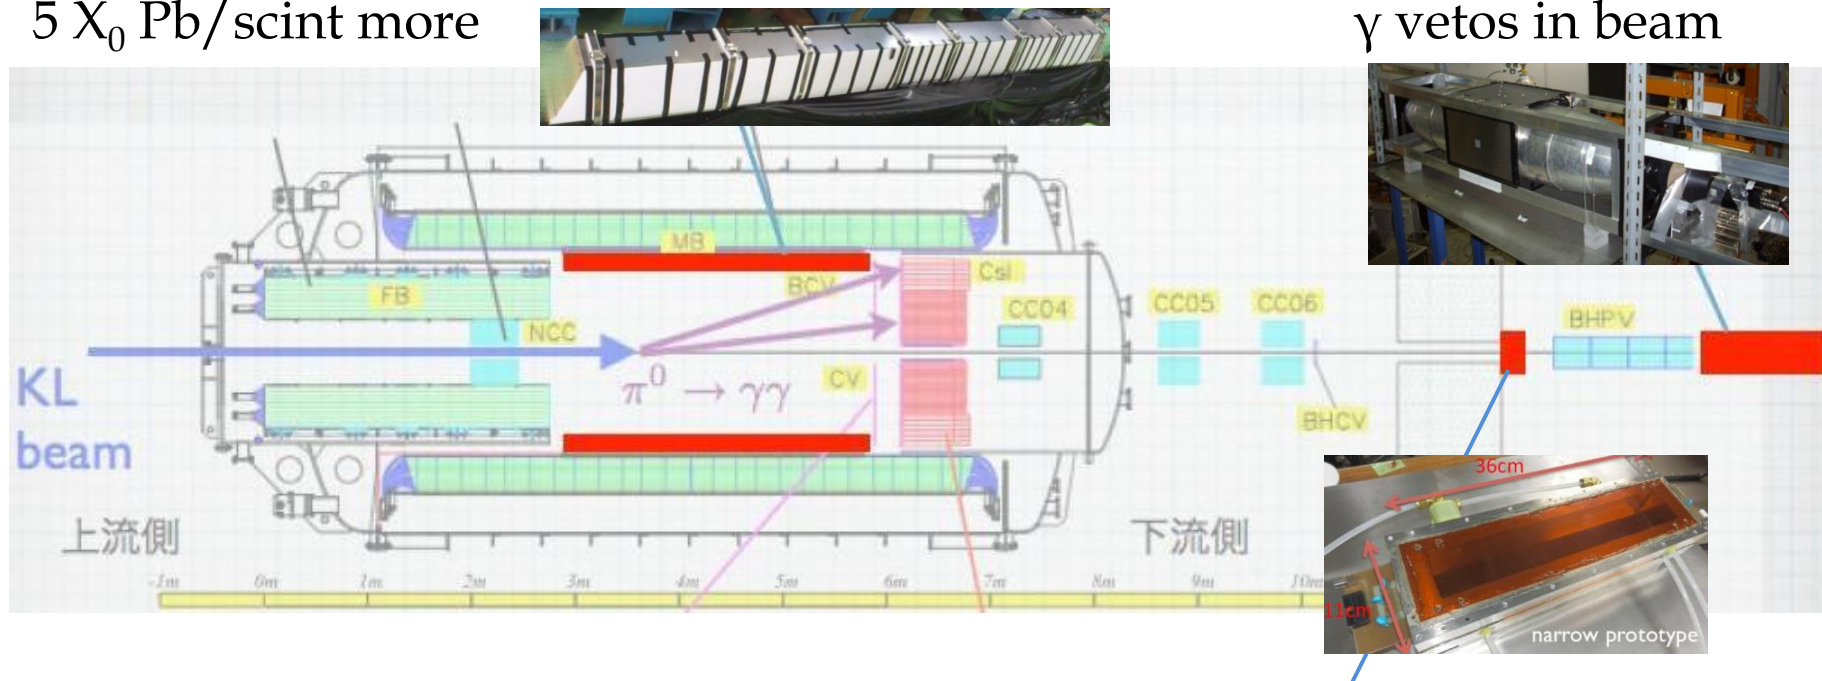 5 X₀ Pb/scint more
γ vetos in beam
MB
FB
BCV
CsI
NCC
CC04
CC05
CC06
BHPV
KL
beam
π⁰ → γγ
CV
BHCV
36cm
上流側
下流側
-1m 0m 1m 2m 3m 4m 5m 6m 7m 8m 9m 10m
11cm
narrow prototype